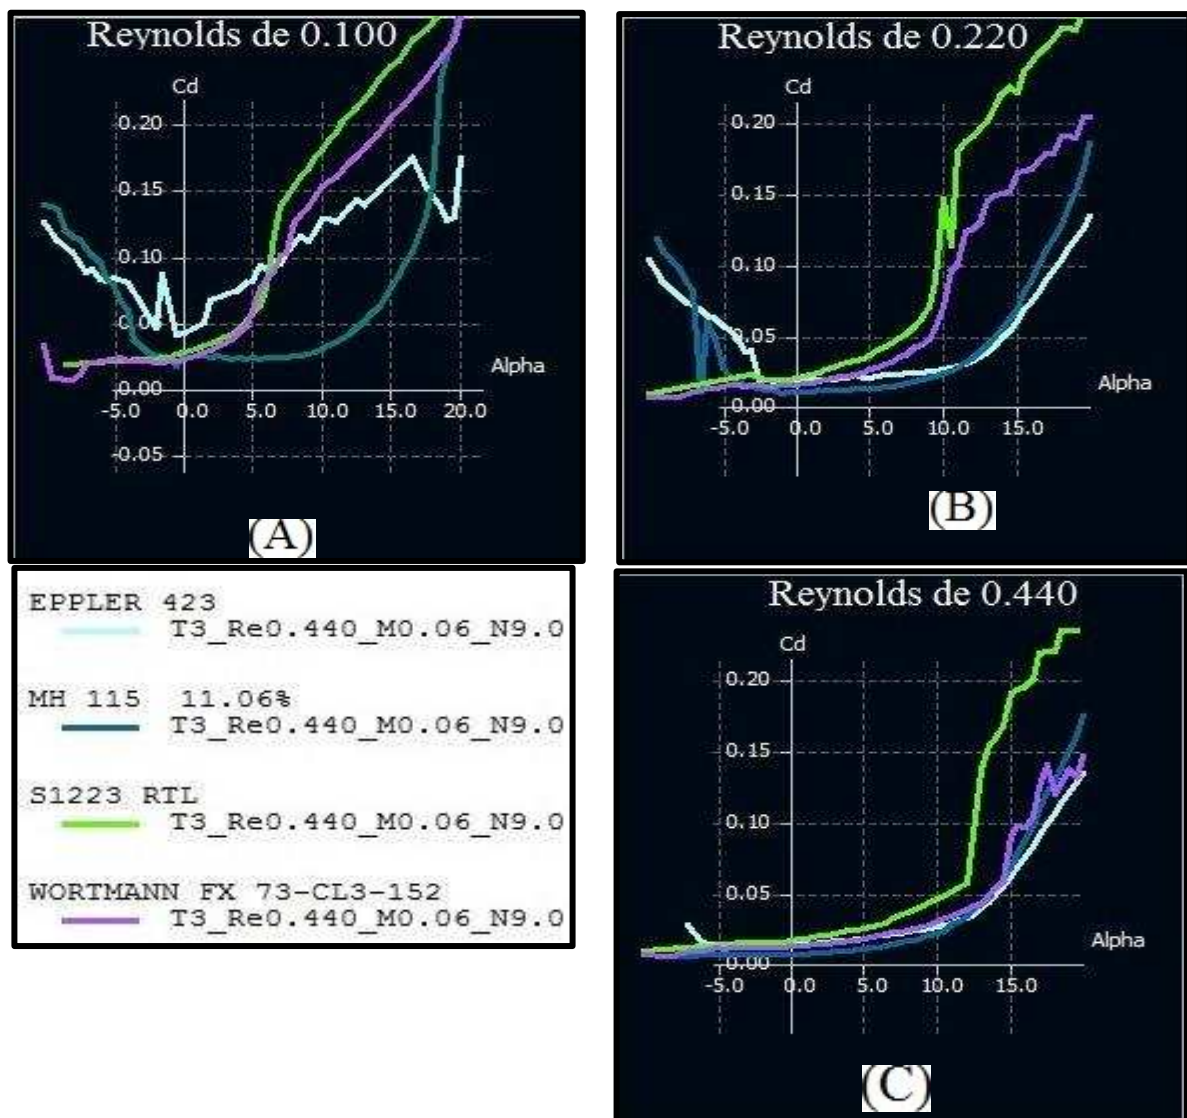 Reynolds de 0.100
Cd
0.20
0.15
0.10
0.00
-0.05
-5.0 0.0 5.0 10.0 15.0 20.0
Alpha
(A)
Reynolds de 0.220
Cd
0.20
0.15
0.10
0.05
0.00
-5.0 0.0 5.0 10.0 15.0
Alpha
(B)
EPPLER 423
T3_Re0.440_M0.06_N9.0
MH 115 11.06%
T3_Re0.440_M0.06_N9.0
S1223 RTL
T3_Re0.440_M0.06_N9.0
WORTMANN FX 73-CL3-152
T3_Re0.440_M0.06_N9.0
Reynolds de 0.440
Cd
0.20
0.15
0.10
0.05
0.00
-5.0 0.0 5.0 10.0 15.0
Alpha
(C)